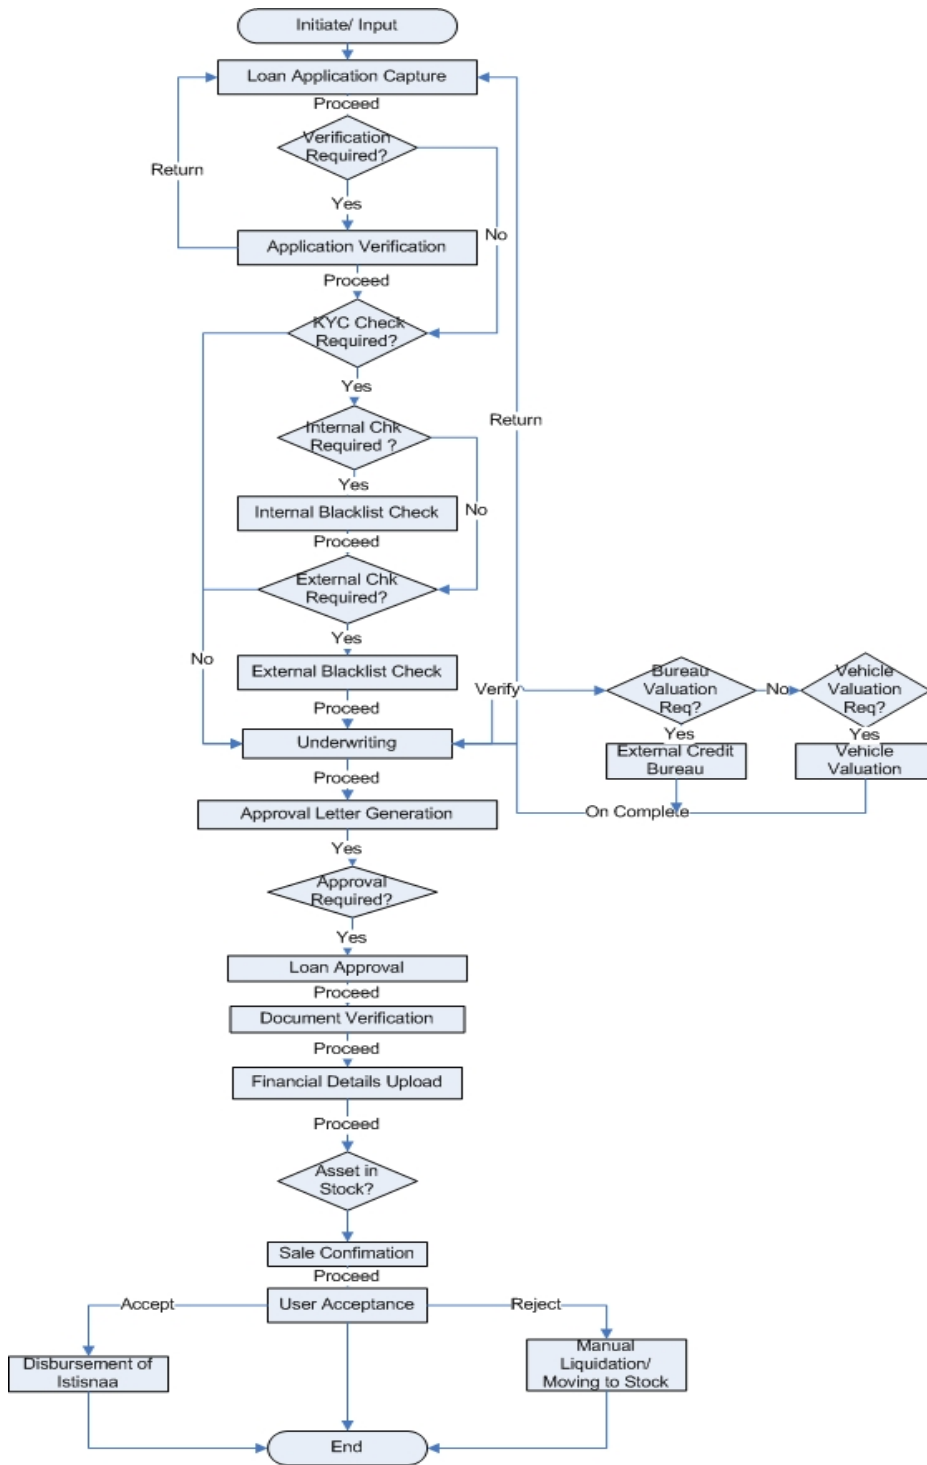 Initiate/ Input
Loan Application Capture
Proceed
Verification
Required?
Return
Yes
No
Application Verification
Proceed
KYC Check
Required?
Yes
Return
Internal Chk
Required ?
Yes
No
Internal Blacklist Check
Proceed
External Chk
Required?
Yes
No
External Blacklist Check
Verify
Bureau
Valuation
Req?
No
Vehicle
Valuation
Req?
Proceed
Yes
Yes
Underwriting
External Credit
Bureau
Vehicle
Valuation
Proceed
Approval Letter Generation
On Complete
Yes
Approval
Required?
Yes
Loan Approval
Proceed
Document Verification
Proceed
Financial Details Upload
Proceed
Asset in
Stock?
Sale Confimation
Proceed
Accept
User Acceptance
Reject
Disbursement of
Istisnaa
Manual
Liquidation/
Moving to Stock
End